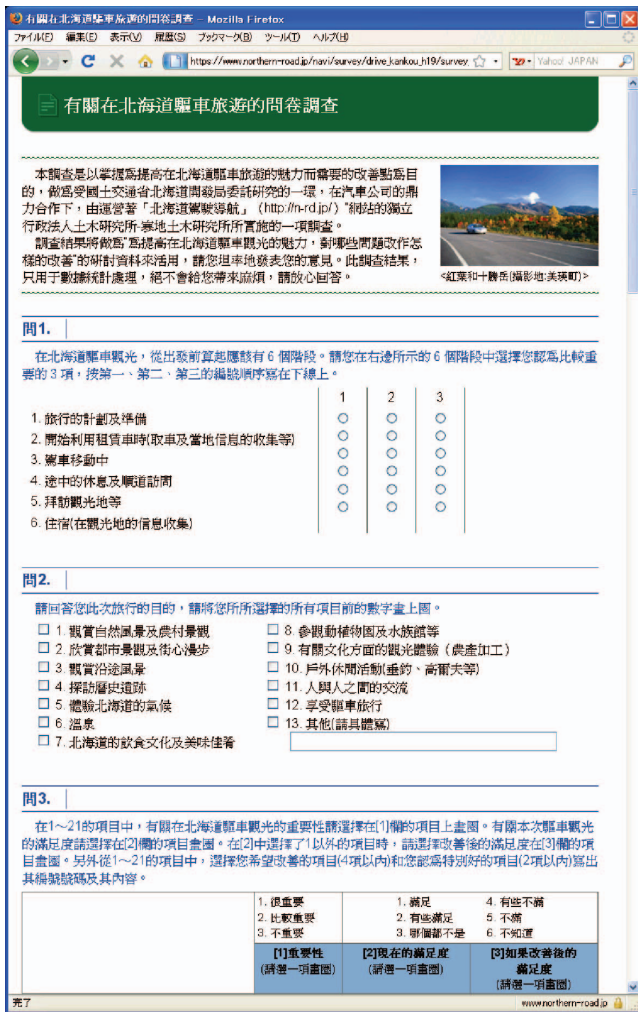 有關在北海道驅車旅遊的問卷調查 - Mozilla Firefox
ファイル(F) 編集(E) 表示(V) 履歴(S) ブックマーク(B) ツール(T) ヘルプ(H)
https://www.northern-road.jp/navi/survey/drive_kankou_h19/survey.
Yahoo! JAPAN
有關在北海道驅車旅遊的問卷調查
本調查是以掌握爲提高在北海道驅車旅遊的魅力而需要的改善點爲目
的，做爲受國土交通省北海道開發局委託研究的一環，在汽車公司的鼎
力合作下，由運營著「北海道駕駛導航」（http://n-rd.jp/）"網站的獨立
行政法人土木研究所·寒地土木研究所所實施的一項調查。
調查結果將做爲"爲提高在北海道驅車觀光的魅力，對哪些問題改作怎
樣的改善"的研討資料來活用，請您坦率地發表您的意見。此調查結果，
只用于數據統計處理，絕不會給您帶來麻煩，請放心回答。
<紅葉和十勝岳(攝影地:美瑛町)>
問1.
在北海道驅車觀光，從出發前算起應該有 6 個階段。請您在右邊所示的 6 個階段中選擇您認爲比較重
要的 3 項，按第一、第二、第三的編號順序寫在下線上。
1 2 3
1. 旅行的計劃及準備
2. 開始利用租賃車時(取車及當地信息的收集等)
3. 駕車移動中
4. 途中的休息及順道訪問
5. 拜訪觀光地等
6. 住宿(在觀光地的信息收集)
問2.
請回答您此次旅行的目的，請將您所所選擇的所有項目前的數字畫上圈。
1. 觀賞自然風景及農村景觀
2. 欣賞都市景觀及街心漫步
3. 觀賞沿途風景
4. 探訪曆史遺跡
5. 體驗北海道的氣候
6. 溫泉
7. 北海道的飲食文化及美味佳肴
8. 參觀動植物園及水族館等
9. 有關文化方面的觀光體驗（農產加工）
10. 戶外休閑活動(垂釣、高爾夫等)
11. 人與人之間的交流
12. 享受驅車旅行
13. 其他(請具體寫)
問3.
在1～21的項目中，有關在北海道驅車觀光的重要性請選擇在[1]欄的項目上畫圈。有關本次驅車觀光
的滿足度請選擇在[2]欄的項目畫圈。在[2]中選擇了1以外的項目時，請選擇改善後的滿足度在[3]欄的項
目畫圈。另外從1～21的項目中，選擇您希望改善的項目(4項以內)和您認爲特別好的項目(2項以內)寫出
其編號號碼及其內容。
1. 很重要
2. 比較重要
3. 不重要
1. 滿足
2. 有些滿足
3. 哪個都不是
4. 有些不滿
5. 不滿
6. 不知道
[1]重要性
(請選一項畫圈)
[2]現在的滿足度
(請選一項畫圈)
[3]如果改善後的
滿足度
(請選一項畫圈)
完了
www.northern-road.jp